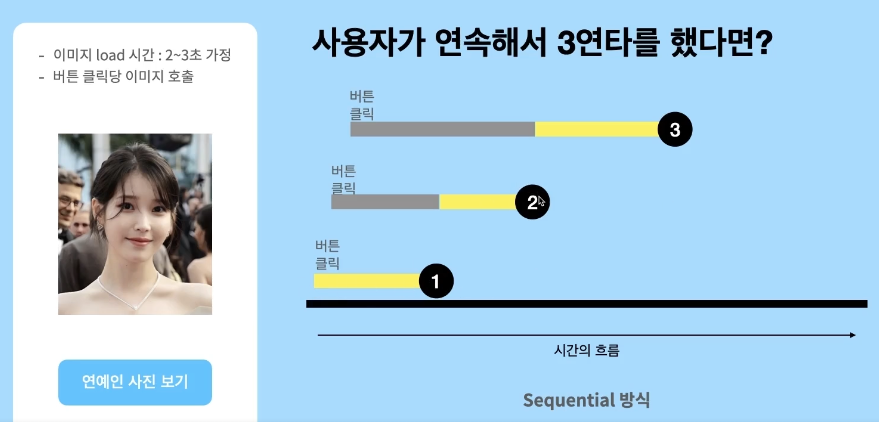 - 이미지 load 시간 : 2~3초 가정
- 버튼 클릭당 이미지 호출
연예인 사진 보기
사용자가 연속해서 3연타를 했다면?
버튼
클릭
3
버튼
클릭
2
버튼
클릭
1
시간의 흐름
Sequential 방식